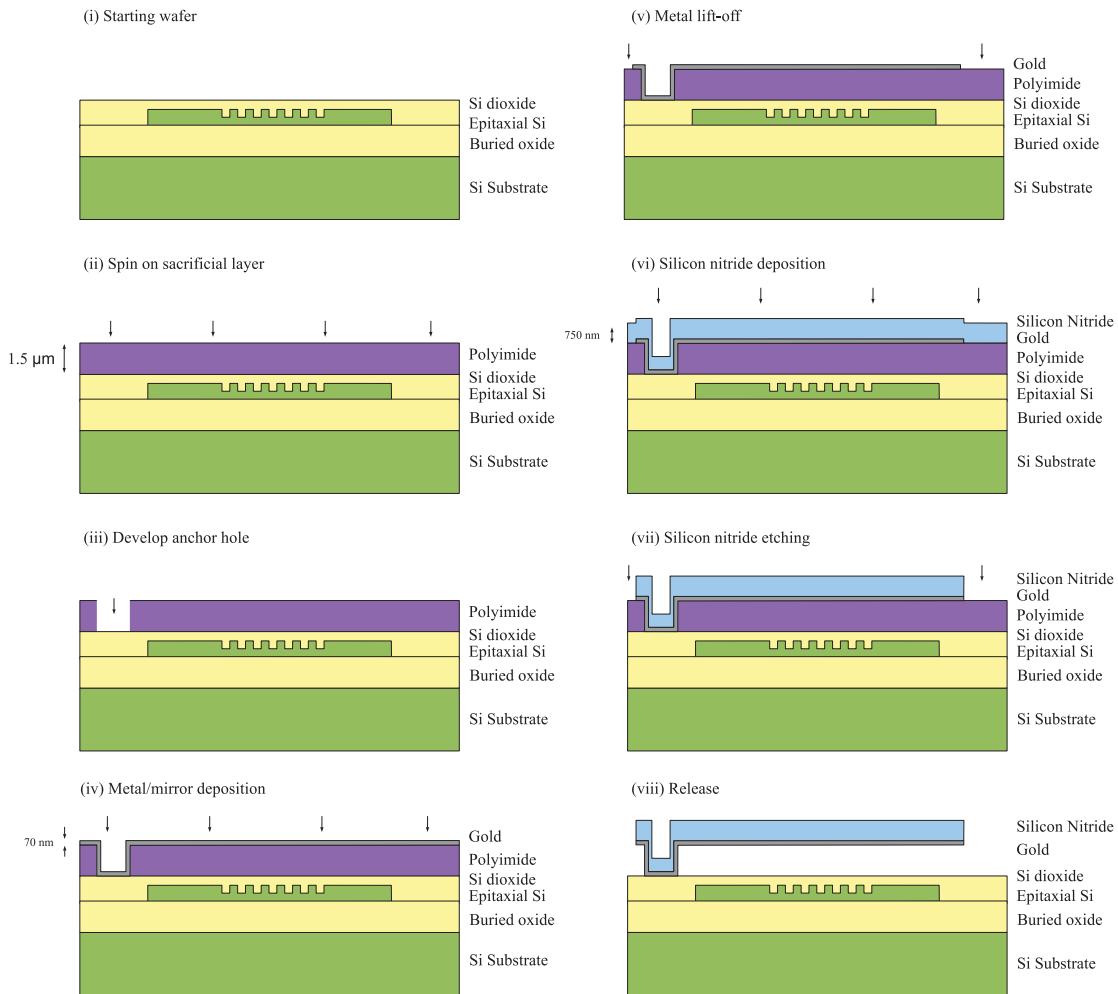 (i) Starting wafer
Si dioxide
Epitaxial Si
Buried oxide
Si Substrate
(ii) Spin on sacrificial layer
1.5 μm
Polyimide
Si dioxide
Epitaxial Si
Buried oxide
Si Substrate
(iii) Develop anchor hole
Polyimide
Si dioxide
Epitaxial Si
Buried oxide
Si Substrate
(iv) Metal/mirror deposition
70 nm
Gold
Polyimide
Si dioxide
Epitaxial Si
Buried oxide
Si Substrate
(v) Metal lift-off
Gold
Polyimide
Si dioxide
Epitaxial Si
Buried oxide
Si Substrate
(vi) Silicon nitride deposition
750 nm
Silicon Nitride
Gold
Polyimide
Si dioxide
Epitaxial Si
Buried oxide
Si Substrate
(vii) Silicon nitride etching
Silicon Nitride
Gold
Polyimide
Si dioxide
Epitaxial Si
Buried oxide
Si Substrate
(viii) Release
Silicon Nitride
Gold
Si dioxide
Epitaxial Si
Buried oxide
Si Substrate